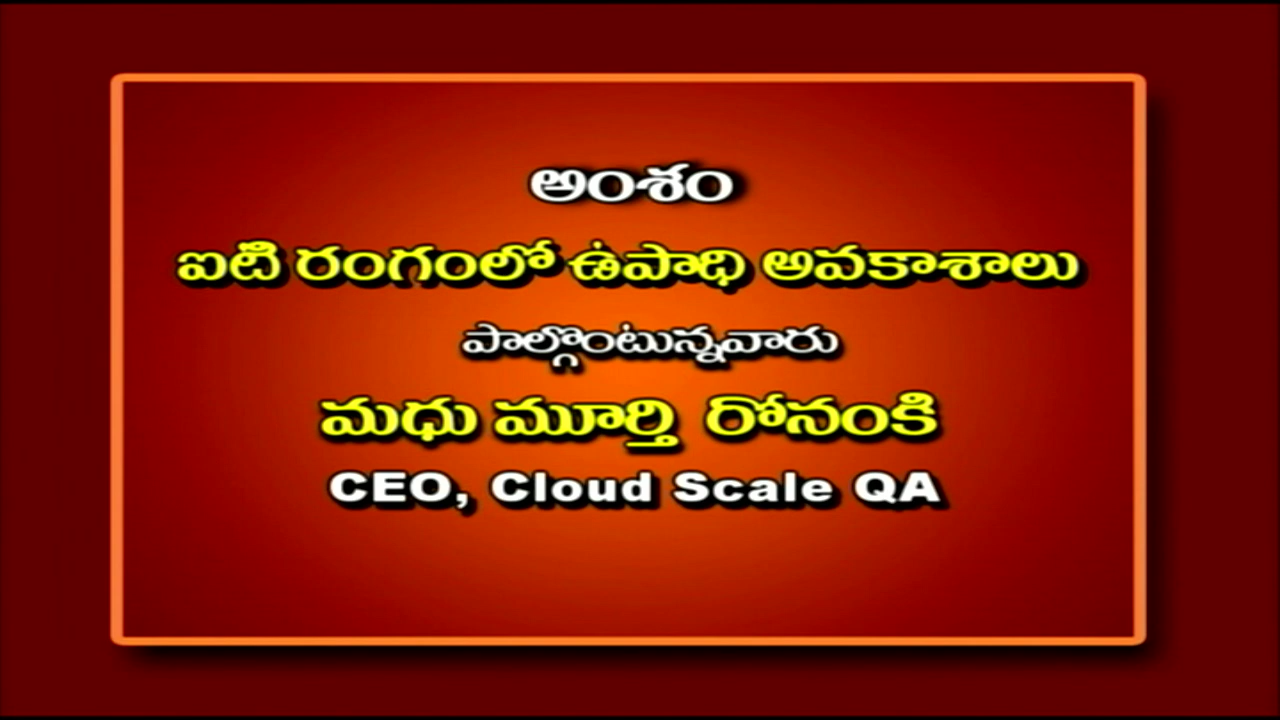 అంశం
ఐటి రంగంలో ఉపాధి అవకాశాలు
పాల్గొంటున్నవారు
మధు మూర్తి రోనంకి
CEO, Cloud Scale QA